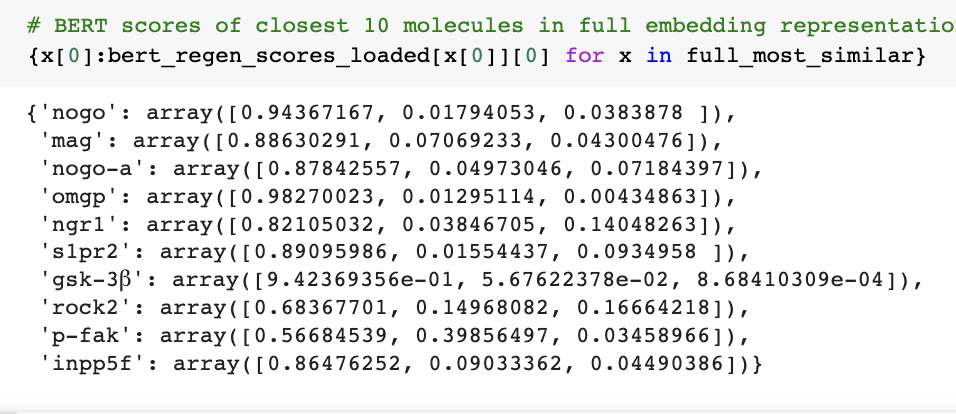 # BERT scores of closest 10 molecules in full embedding representatio
{x[0]:bert_regen_scores_loaded[x[0]][0] for x in full_most_similar}
{'nogo': array([0.94367167, 0.01794053, 0.0383878 ]),
'mag': array([0.88630291, 0.07069233, 0.04300476]),
'nogo-a': array([0.87842557, 0.04973046, 0.07184397]),
'omgp': array([0.98270023, 0.01295114, 0.00434863]),
'ngr1': array([0.82105032, 0.03846705, 0.14048263]),
's1pr2': array([0.89095986, 0.01554437, 0.0934958 ]),
'gsk-3β': array([9.42369356e-01, 5.67622378e-02, 8.68410309e-04]),
'rock2': array([0.68367701, 0.14968082, 0.16664218]),
'p-fak': array([0.56684539, 0.39856497, 0.03458966]),
'inpp5f': array([0.86476252, 0.09033362, 0.04490386])}